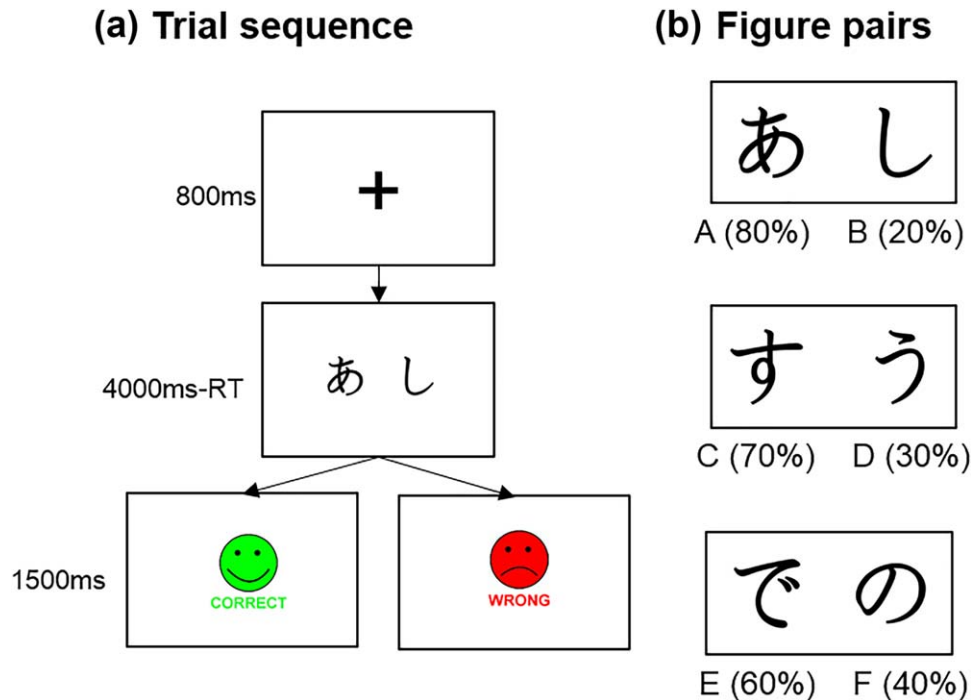 (a) Trial sequence
800ms
+
4000ms-RT
あ し
1500ms
CORRECT
WRONG
(b) Figure pairs
あ し
A (80%) B (20%)
す う
C (70%) D (30%)
で の
E (60%) F (40%)